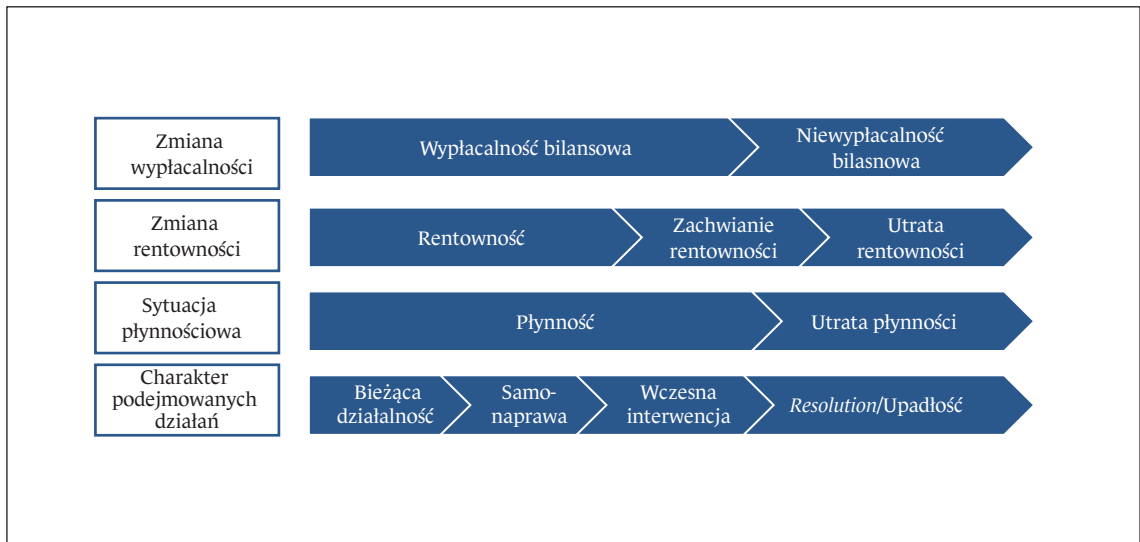 Zmiana
wypłacalności
Wypłacalność bilansowa
Niewypłacalność
bilasnowa
Zmiana
rentowności
Rentowność
Zachwianie
rentowności
Utrata
rentowności
Sytuacja
płynnościowa
Płynność
Utrata płynności
Charakter
podejmowanych
działań
Bieżąca
działalność
Samo-
naprawa
Wczesna
interwencja
Resolution/Upadłość